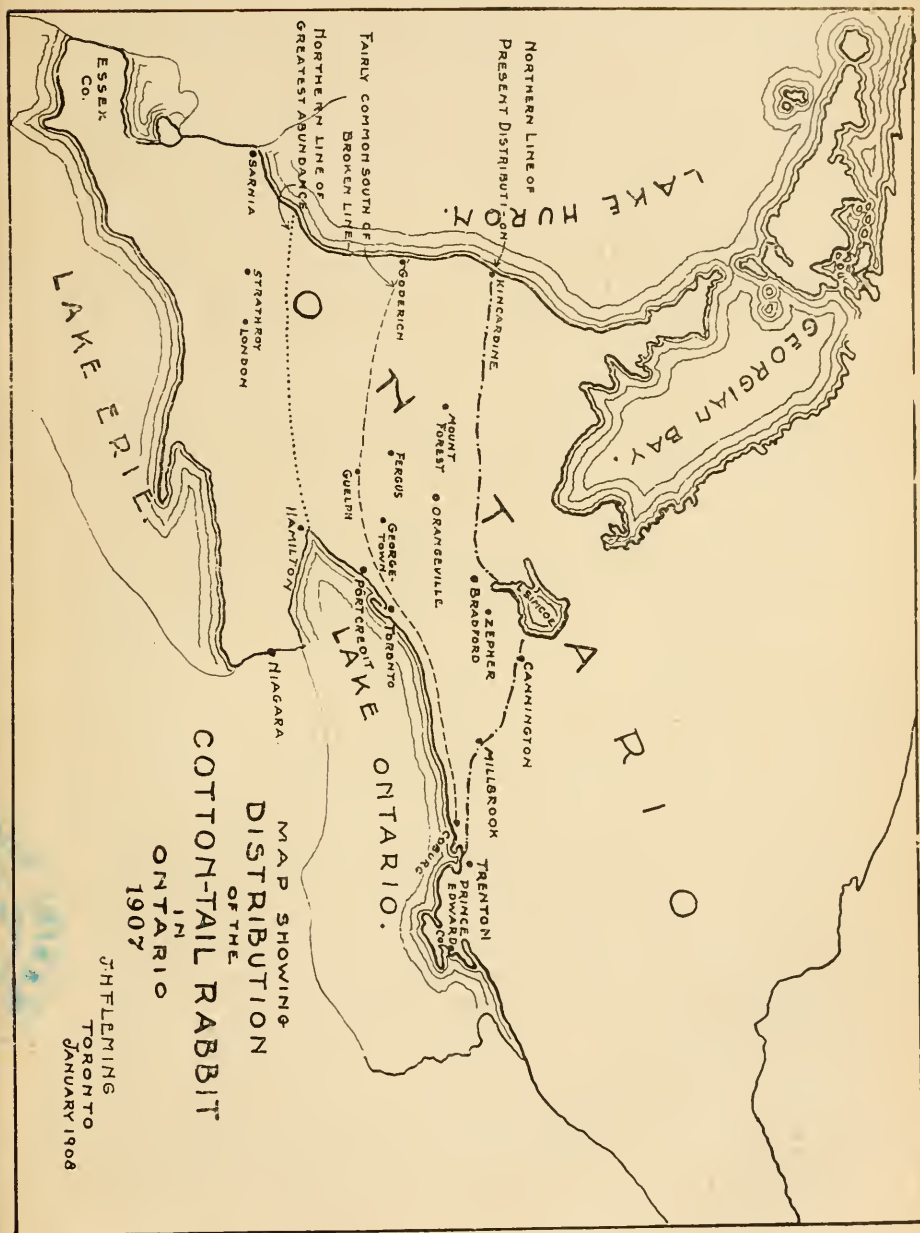 MAP SHOWING
DISTRIBUTION
OF THE
COTTON-TAIL RABBIT
IN
ONTARIO
1907
J.H FLEMING
TORONTO
JANUARY 1908
NORTHERN LINE OF
PRESENT DISTRIBUTION
FAIRLY COMMON SOUTH OF
BROKEN LINE
NORTHERN LINE OF
GREATEST ABUNDANCE
LAKE HURON.
GEORGIAN BAY.
ONTARIO
L SIMCOE
KINCARDINE
GODERICH
MOUNT
FOREST
ORANGEVILLE
FERGUS
GUELPH
GEORGE-
TOWN
BRADFORD
ZEPHER
CANNINGTON
MILLBROOK
TRENTON
PRINCE
EDWARD
CO.
COBURG
TORONTO
PORTCREDIT
HAMILTON
NIAGARA.
LAKE ONTARIO.
SARNIA
STRATHROY
LONDON
ESSEX
CO.
LAKE ERIE.